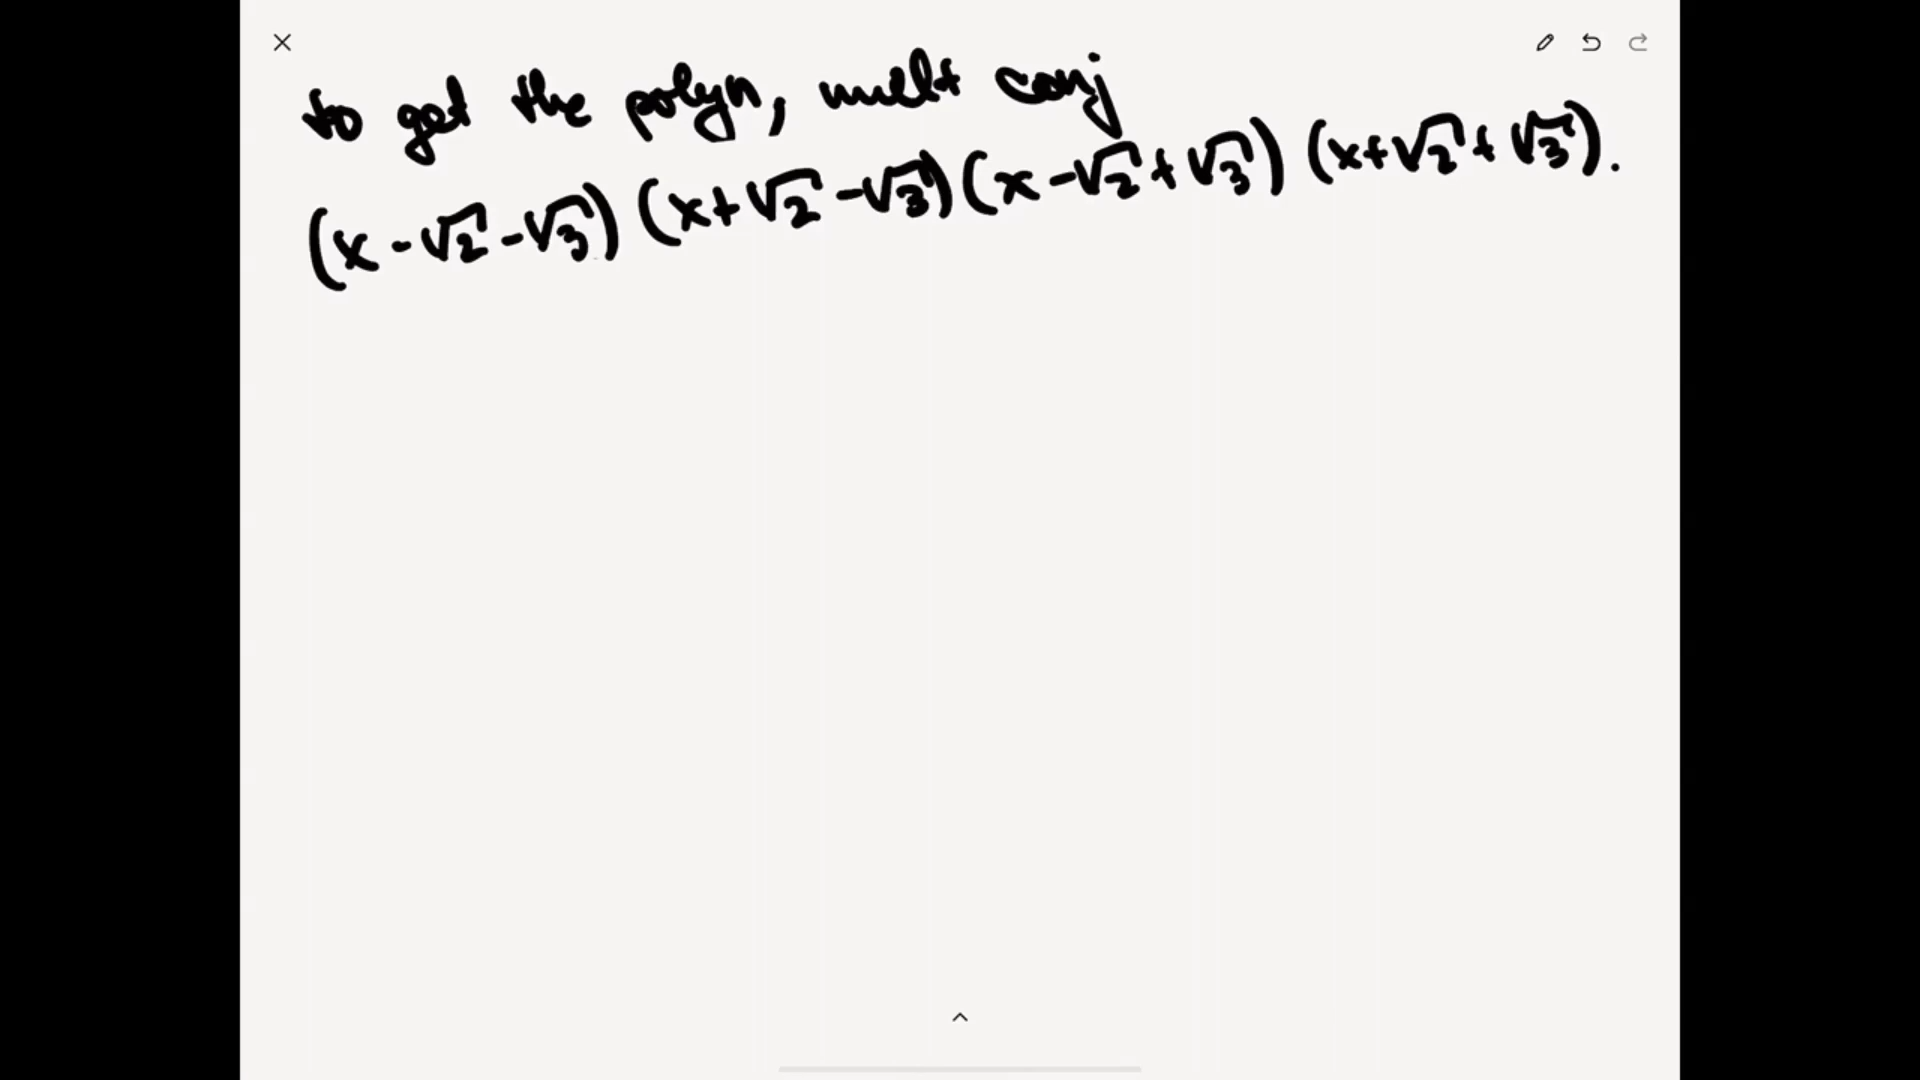 to get the polyn, mult conj
(x - √2 - √3) (x + √2 - √3) (x - √2 + √3) (x + √2 + √3).